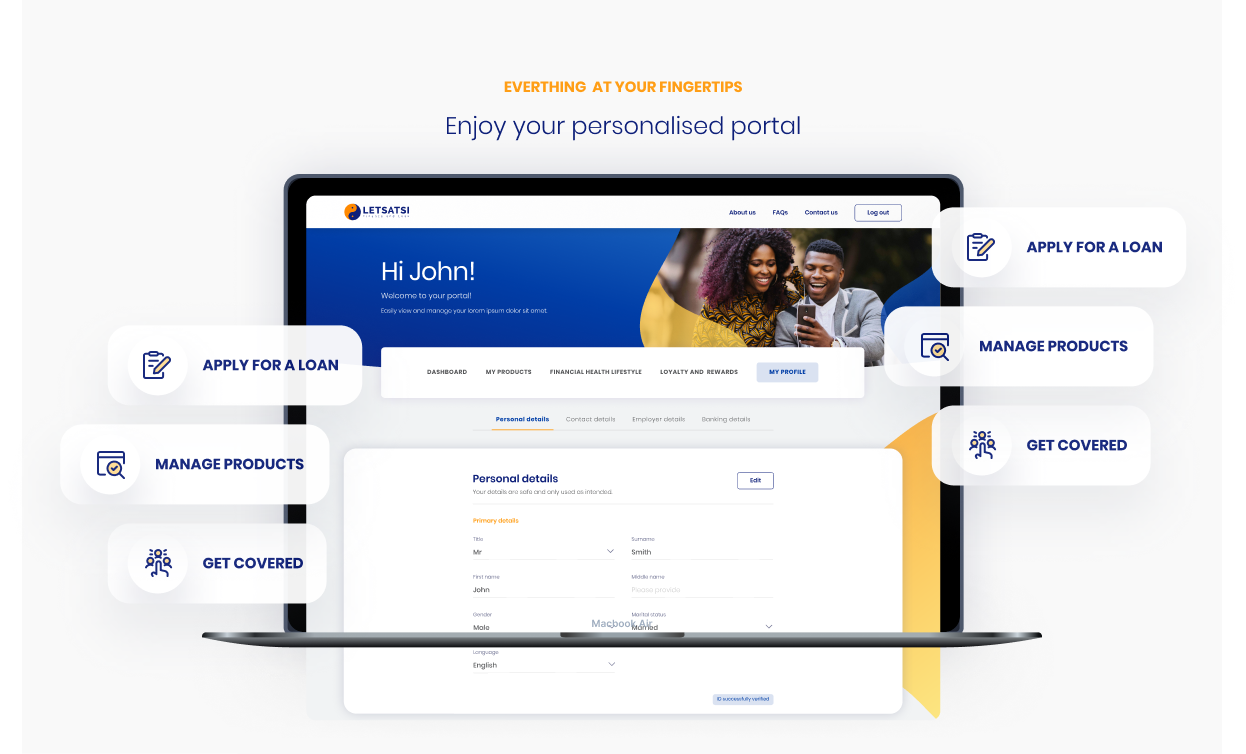 EVERTHING AT YOUR FINGERTIPS
Enjoy your personalised portal
LETSATSI
About us FAQs Contact us Log out
Hi John!
Welcome to your portal!
Easily view and manage your lorem ipsum dolor sit amet.
DASHBOARD MY PRODUCTS FINANCIAL HEALTH LIFESTYLE LOYALTY AND REWARDS MY PROFILE
Personal details Contact details Employer details Banking details
Personal details
Edit
Your details are safe and only used as intended.
Primary details
Title Surname
Mr Smith
First name Middle name
John Please provide
Gender Marital status
Male Married
Macbook Air
Language
English
ID successfully verified
APPLY FOR A LOAN
MANAGE PRODUCTS
GET COVERED
APPLY FOR A LOAN
MANAGE PRODUCTS
GET COVERED